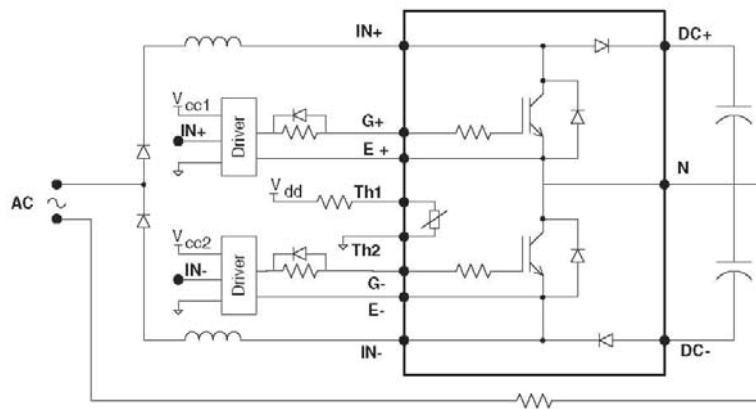 IN+
DC+
Vcc1
IN+
Driver
G+
E+
N
AC
Vdd
Th1
Th2
Vcc2
IN-
Driver
G-
E-
IN-
DC-